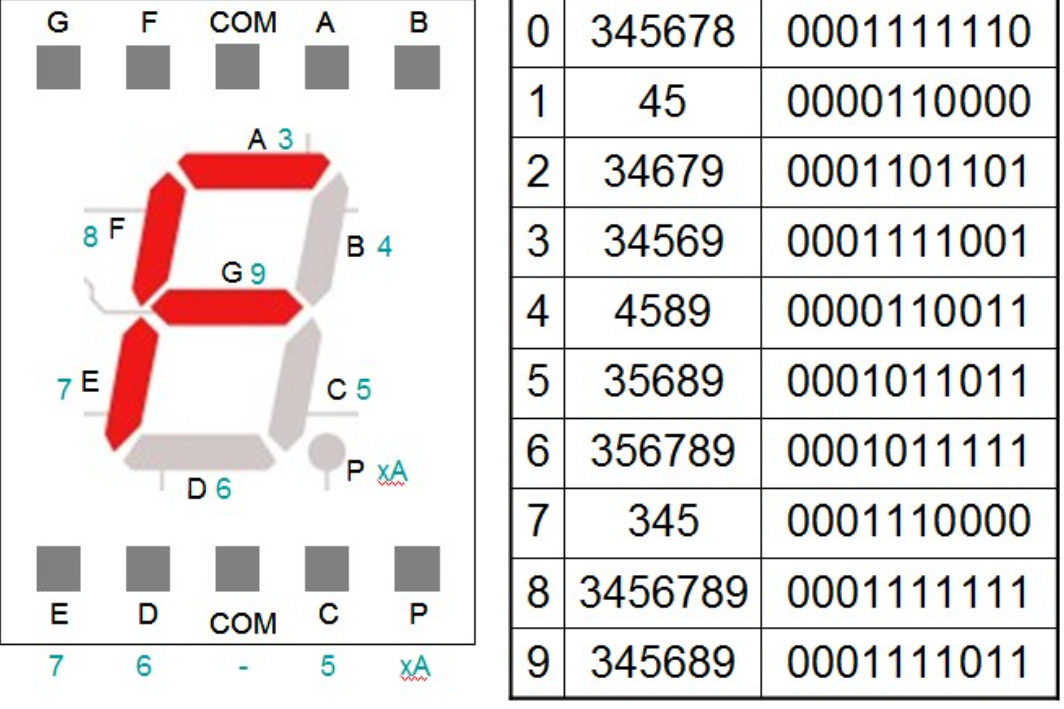 G F COM A B
A 3
8 F
B 4
G 9
7 E
C 5
P xA
D 6
E D COM C P
7 6 - 5 xA
0 345678 0001111110
1 45 0000110000
2 34679 0001101101
3 34569 0001111001
4 4589 0000110011
5 35689 0001011011
6 356789 0001011111
7 345 0001110000
8 3456789 0001111111
9 345689 0001111011